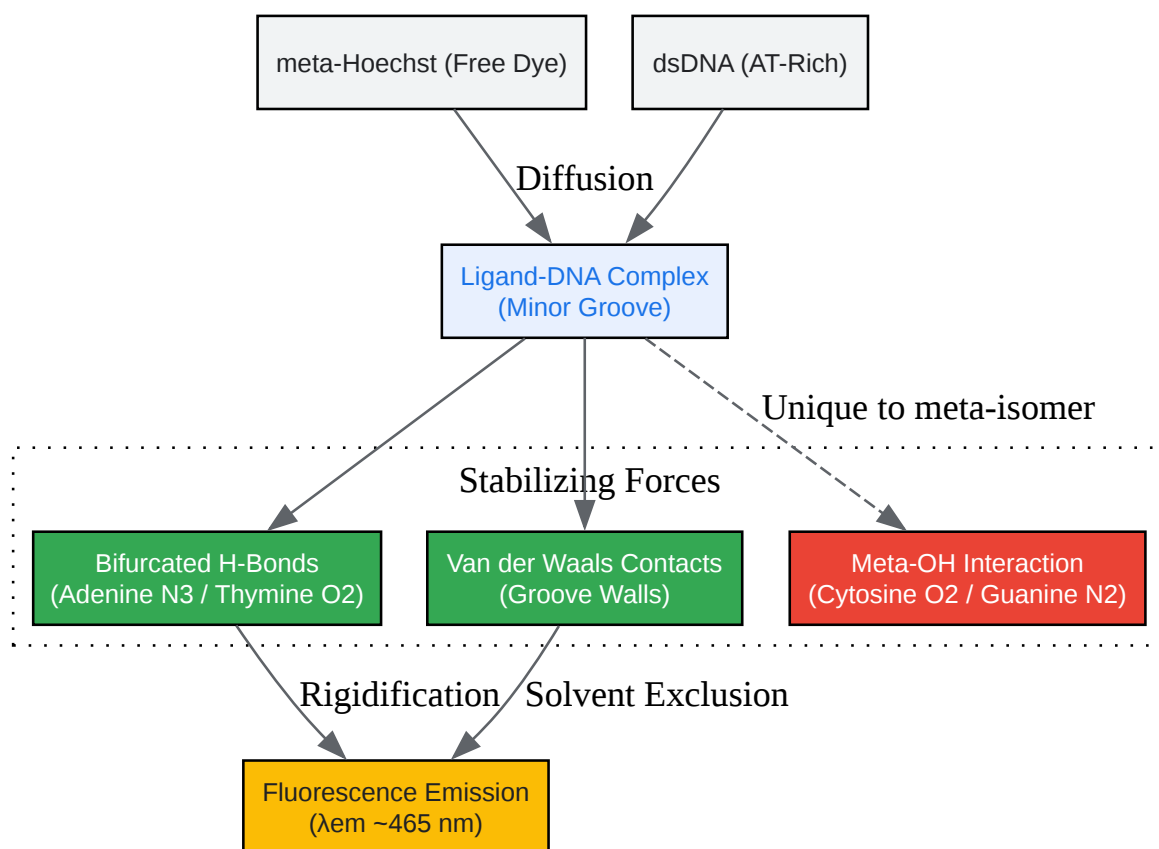 meta-Hoechst (Free Dye)
dsDNA (AT-Rich)
Diffusion
Ligand-DNA Complex
(Minor Groove)
Unique to meta-isomer
Stabilizing Forces
Bifurcated H-Bonds
(Adenine N3 / Thymine O2)
Van der Waals Contacts
(Groove Walls)
Meta-OH Interaction
(Cytosine O2 / Guanine N2)
Rigidification
Solvent Exclusion
Fluorescence Emission
(λem ~465 nm)